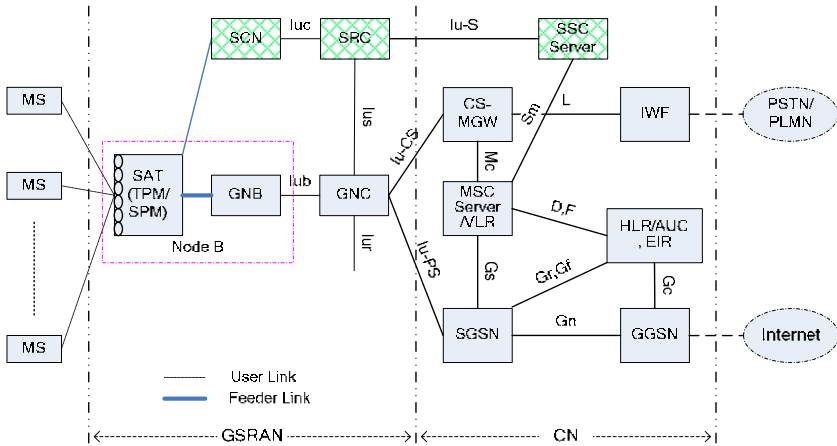 Iuc
Iu-S
SCN
SRC
SSC
Server
MS
Ius
Iu-CS
CS-
MGW
L
Sm
IWF
PSTN/
PLMN
Mc
SAT
(TPM/
SPM)
GNB
Iub
GNC
MS
MSC
Server
/VLR
D,F
HLR/AUC
, EIR
Node B
Iur
Iu-PS
Gs
Gr,Gf
Gc
MS
SGSN
Gn
GGSN
Internet
User Link
Feeder Link
GSRAN
CN